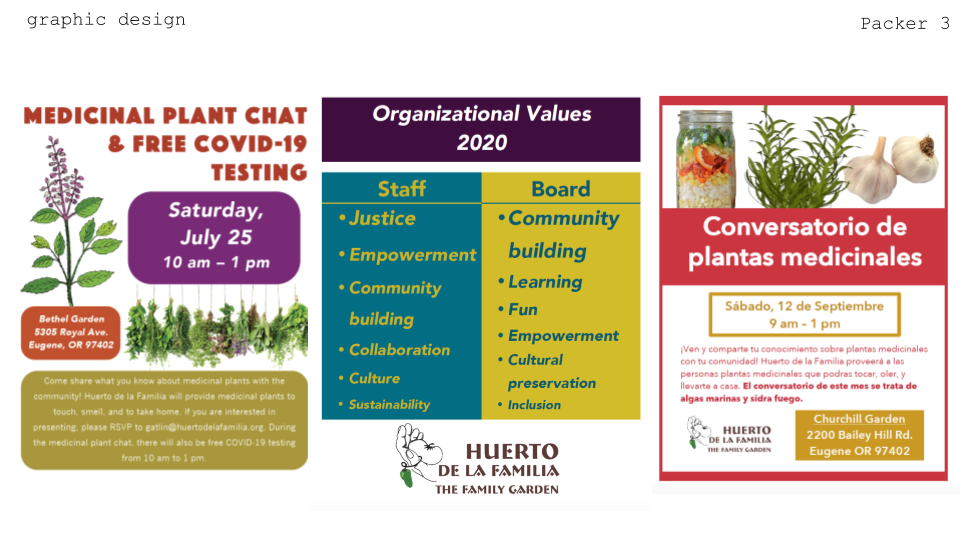 graphic design
Packer 3
MEDICINAL PLANT CHAT
& FREE COVID-19
TESTING
Saturday,
July 25
10 am – 1 pm
Bethel Garden
5305 Royal Ave.
Eugene, OR 97402
Come share what you know about medicinal plants with the
community! Huerto de la Familia will provide medicinal plants to
touch, smell, and to take home. If you are interested in
presenting, please RSVP to gatlin@huertodelafamilia.org. During
the medicinal plant chat, there will also be free COVID-19 testing
from 10 am to 1 pm.
Organizational Values
2020
Staff
• Justice
• Empowerment
• Community
building
• Collaboration
• Culture
• Sustainability
Board
• Community
building
• Learning
• Fun
• Empowerment
• Cultural
preservation
• Inclusion
HUERTO
DE LA FAMILIA
THE FAMILY GARDEN
Conversatorio de
plantas medicinales
Sábado, 12 de Septiembre
9 am - 1 pm
¡Ven y comparte tu conocimiento sobre plantas medicinales
con tu comunidad! Huerto de la Familia proveerá a las
personas plantas medicinales que podras tocar, oler, y
llevarte a casa. El conversatorio de este mes se trata de
algas marinas y sidra fuego.
HUERTO
DE LA FAMILIA
THE FAMILY GARDEN
Churchill Garden
2200 Bailey Hill Rd.
Eugene OR 97402